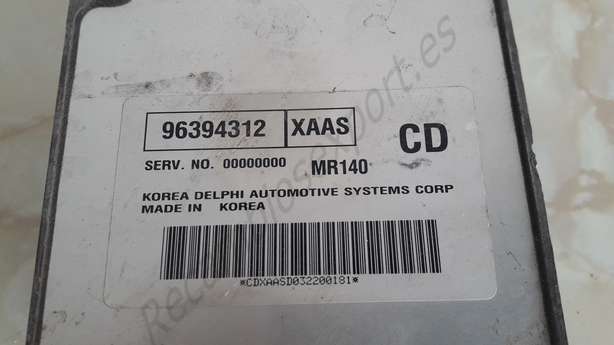 96394312 XAAS CD
SERV. NO. 00000000 MR140
KOREA DELPHI AUTOMOTIVE SYSTEMS CORP
MADE IN KOREA
*CDXAASD032200181*